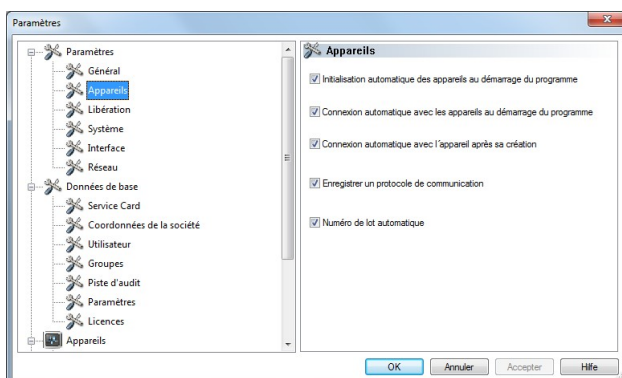 Paramètres
Paramètres
Général
Appareils
Libération
Système
Interface
Réseau
Données de base
Service Card
Coordonnées de la société
Utilisateur
Groupes
Piste d'audit
Paramètres
Licences
Appareils
Appareils
Initialisation automatique des appareils au démarrage du programme
Connexion automatique avec les appareils au démarrage du programme
Connexion automatique avec l´appareil après sa création
Enregistrer un protocole de communication
Numéro de lot automatique
OK Annuler Accepter Hilfe